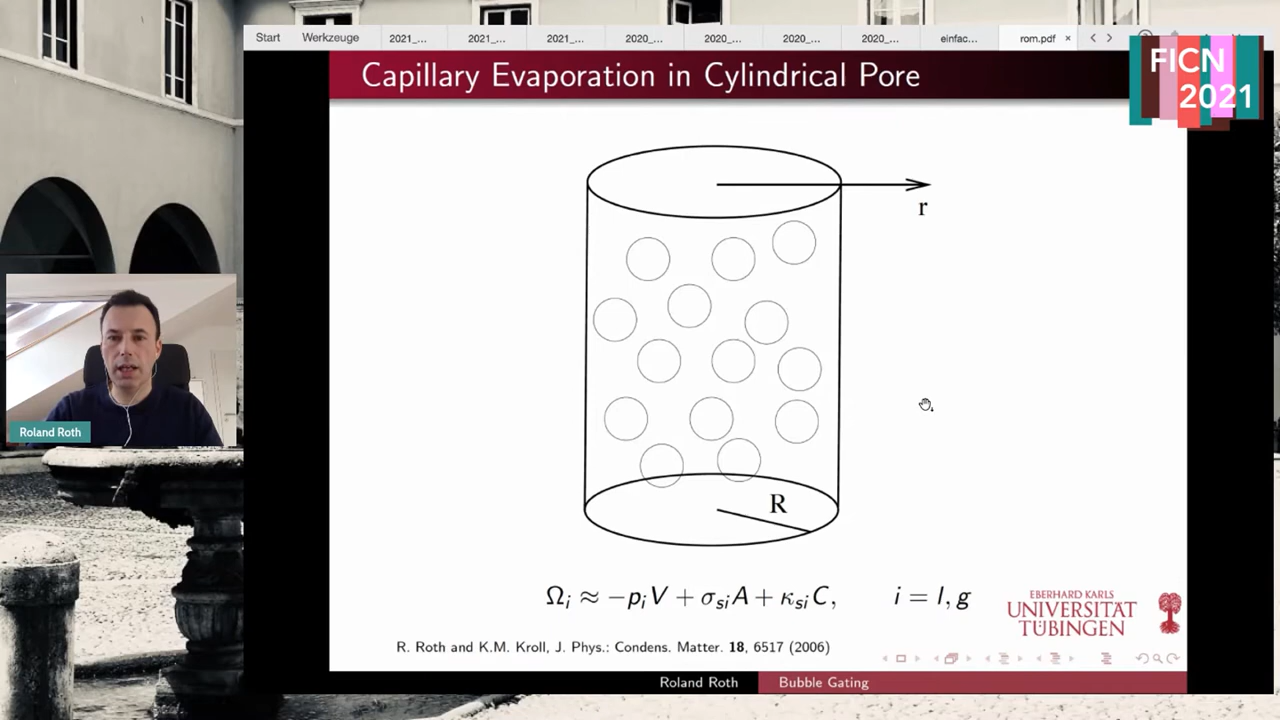 Start Werkzeuge 2021_... 2021_... 2021_... 2020_... 2020_... 2020_... 2020_... einfac... rom.pdf ×
FICN
2021
Capillary Evaporation in Cylindrical Pore
r
R
Roland Roth
Ωᵢ ≈ −pᵢV + σₛᵢA + κₛᵢC, i = l, g
EBERHARD KARLS
UNIVERSITÄT
TÜBINGEN
R. Roth and K.M. Kroll, J. Phys.: Condens. Matter. 18, 6517 (2006)
Roland Roth Bubble Gating